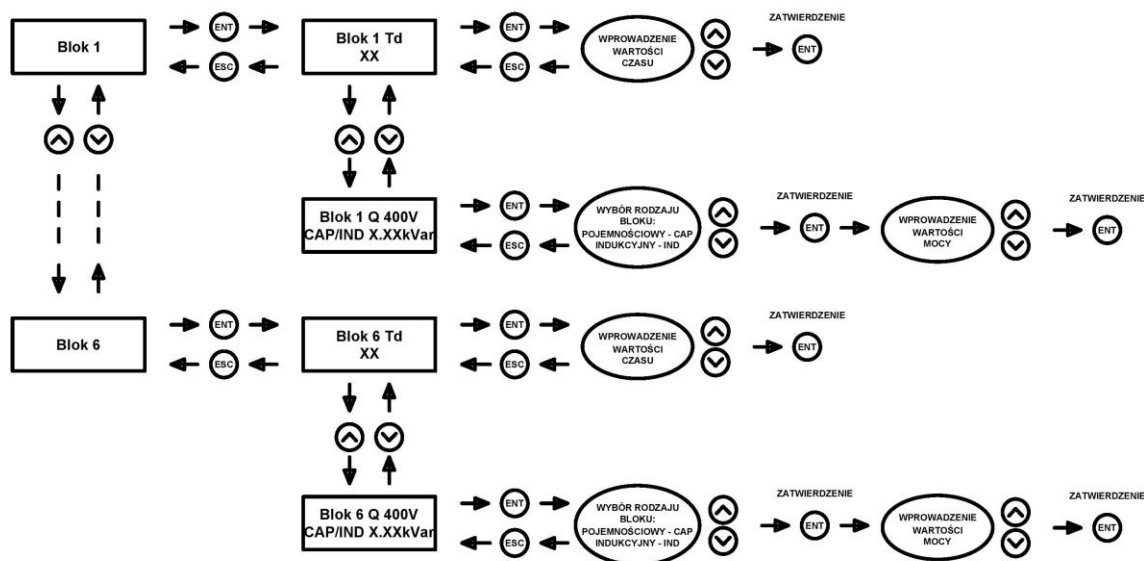 ZATWIERDZENIE
Blok 1
ENT
Blok 1 Td
XX
ENT
WPROWADZENIE
WARTOŚCI
CZASU
ENT
ESC
ESC
ZATWIERDZENIE
ZATWIERDZENIE
Blok 1 Q 400V
CAP/IND X.XXkVar
ENT
ESC
WYBÓR RODZAJU
BLOKU:
POJEMNOŚCIOWY - CAP
INDUKCYJNY - IND
ENT
WPROWADZENIE
WARTOŚCI
MOCY
ENT
ZATWIERDZENIE
Blok 6
ENT
Blok 6 Td
XX
ENT
WPROWADZENIE
WARTOŚCI
CZASU
ENT
ESC
ESC
ZATWIERDZENIE
ZATWIERDZENIE
Blok 6 Q 400V
CAP/IND X.XXkVar
ENT
ESC
WYBÓR RODZAJU
BLOKU:
POJEMNOŚCIOWY - CAP
INDUKCYJNY - IND
ENT
WPROWADZENIE
WARTOŚCI
MOCY
ENT